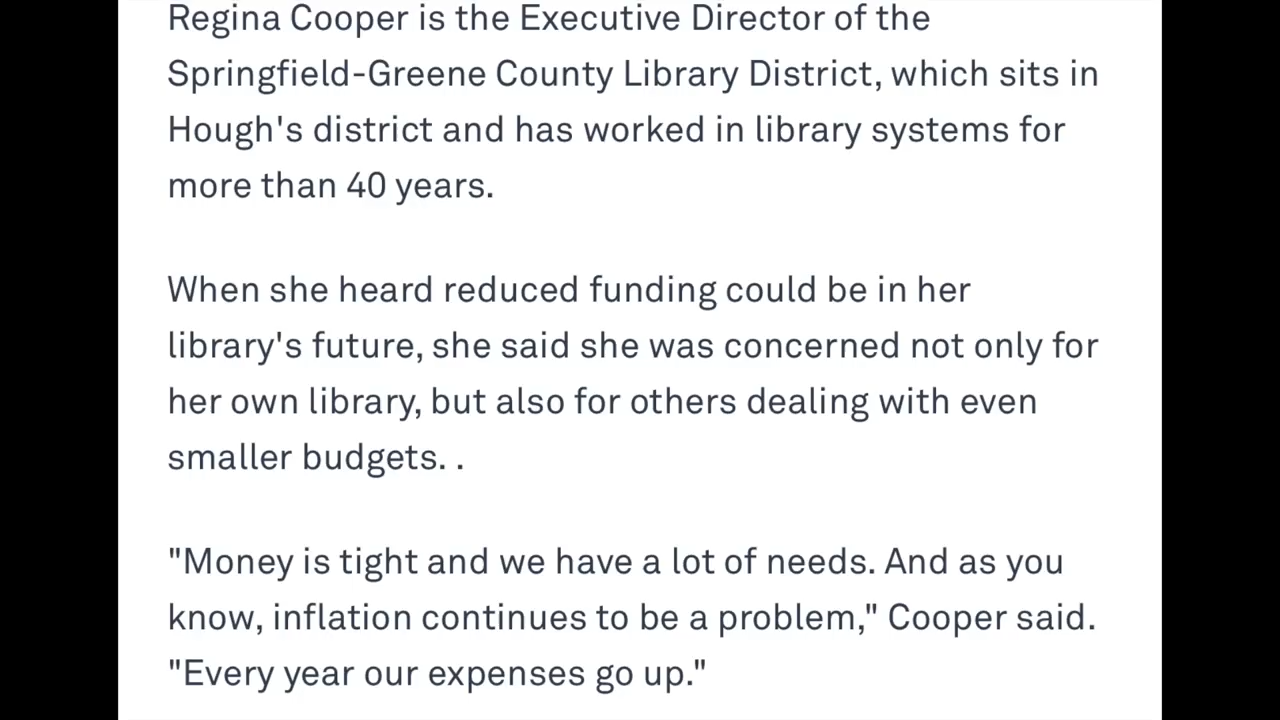 Regina Cooper is the Executive Director of the
Springfield-Greene County Library District, which sits in
Hough's district and has worked in library systems for
more than 40 years.
When she heard reduced funding could be in her
library's future, she said she was concerned not only for
her own library, but also for others dealing with even
smaller budgets. .
"Money is tight and we have a lot of needs. And as you
know, inflation continues to be a problem," Cooper said.
"Every year our expenses go up."